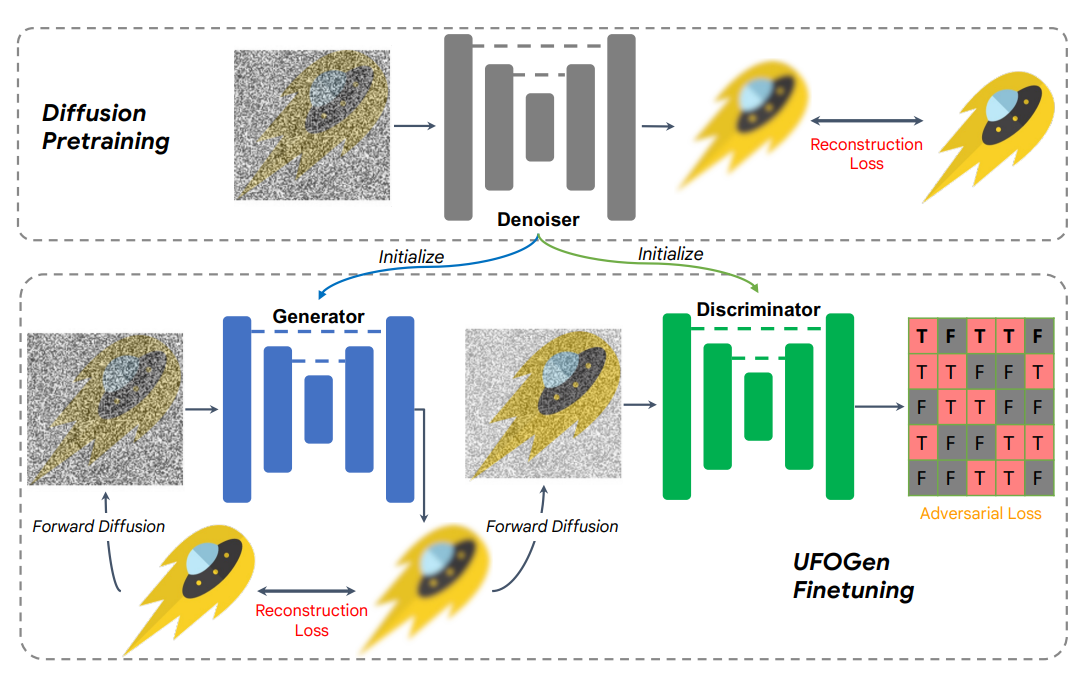 Diffusion
Pretraining
Reconstruction
Loss
Denoiser
Initialize
Initialize
Generator
Discriminator
T F T T F
T T F F T
F T T F F
T F F T T
F F T T F
Adversarial Loss
Forward Diffusion
Forward Diffusion
Reconstruction
Loss
UFOGen
Finetuning